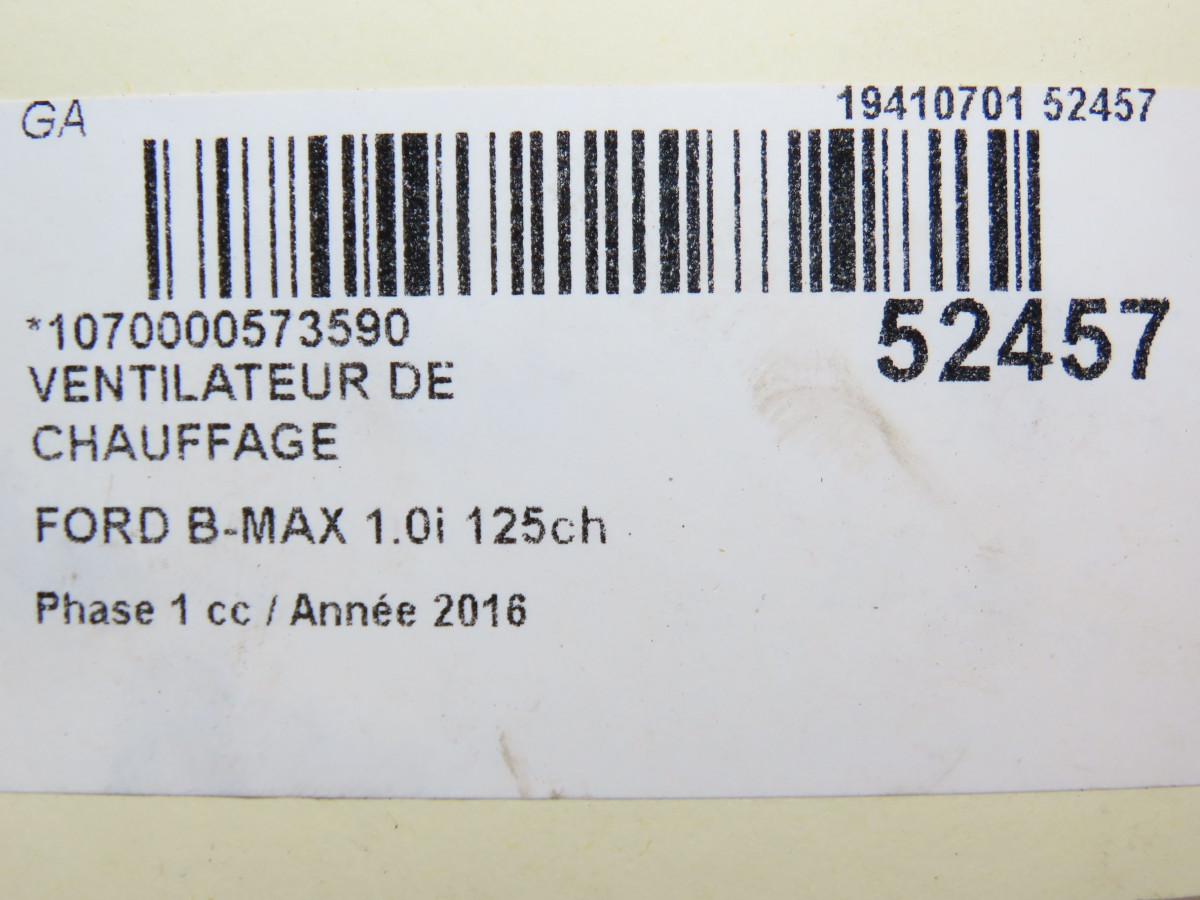 GA
19410701 52457
*1070000573590
52457
VENTILATEUR DE
CHAUFFAGE
FORD B-MAX 1.0i 125ch
Phase 1 cc / Année 2016